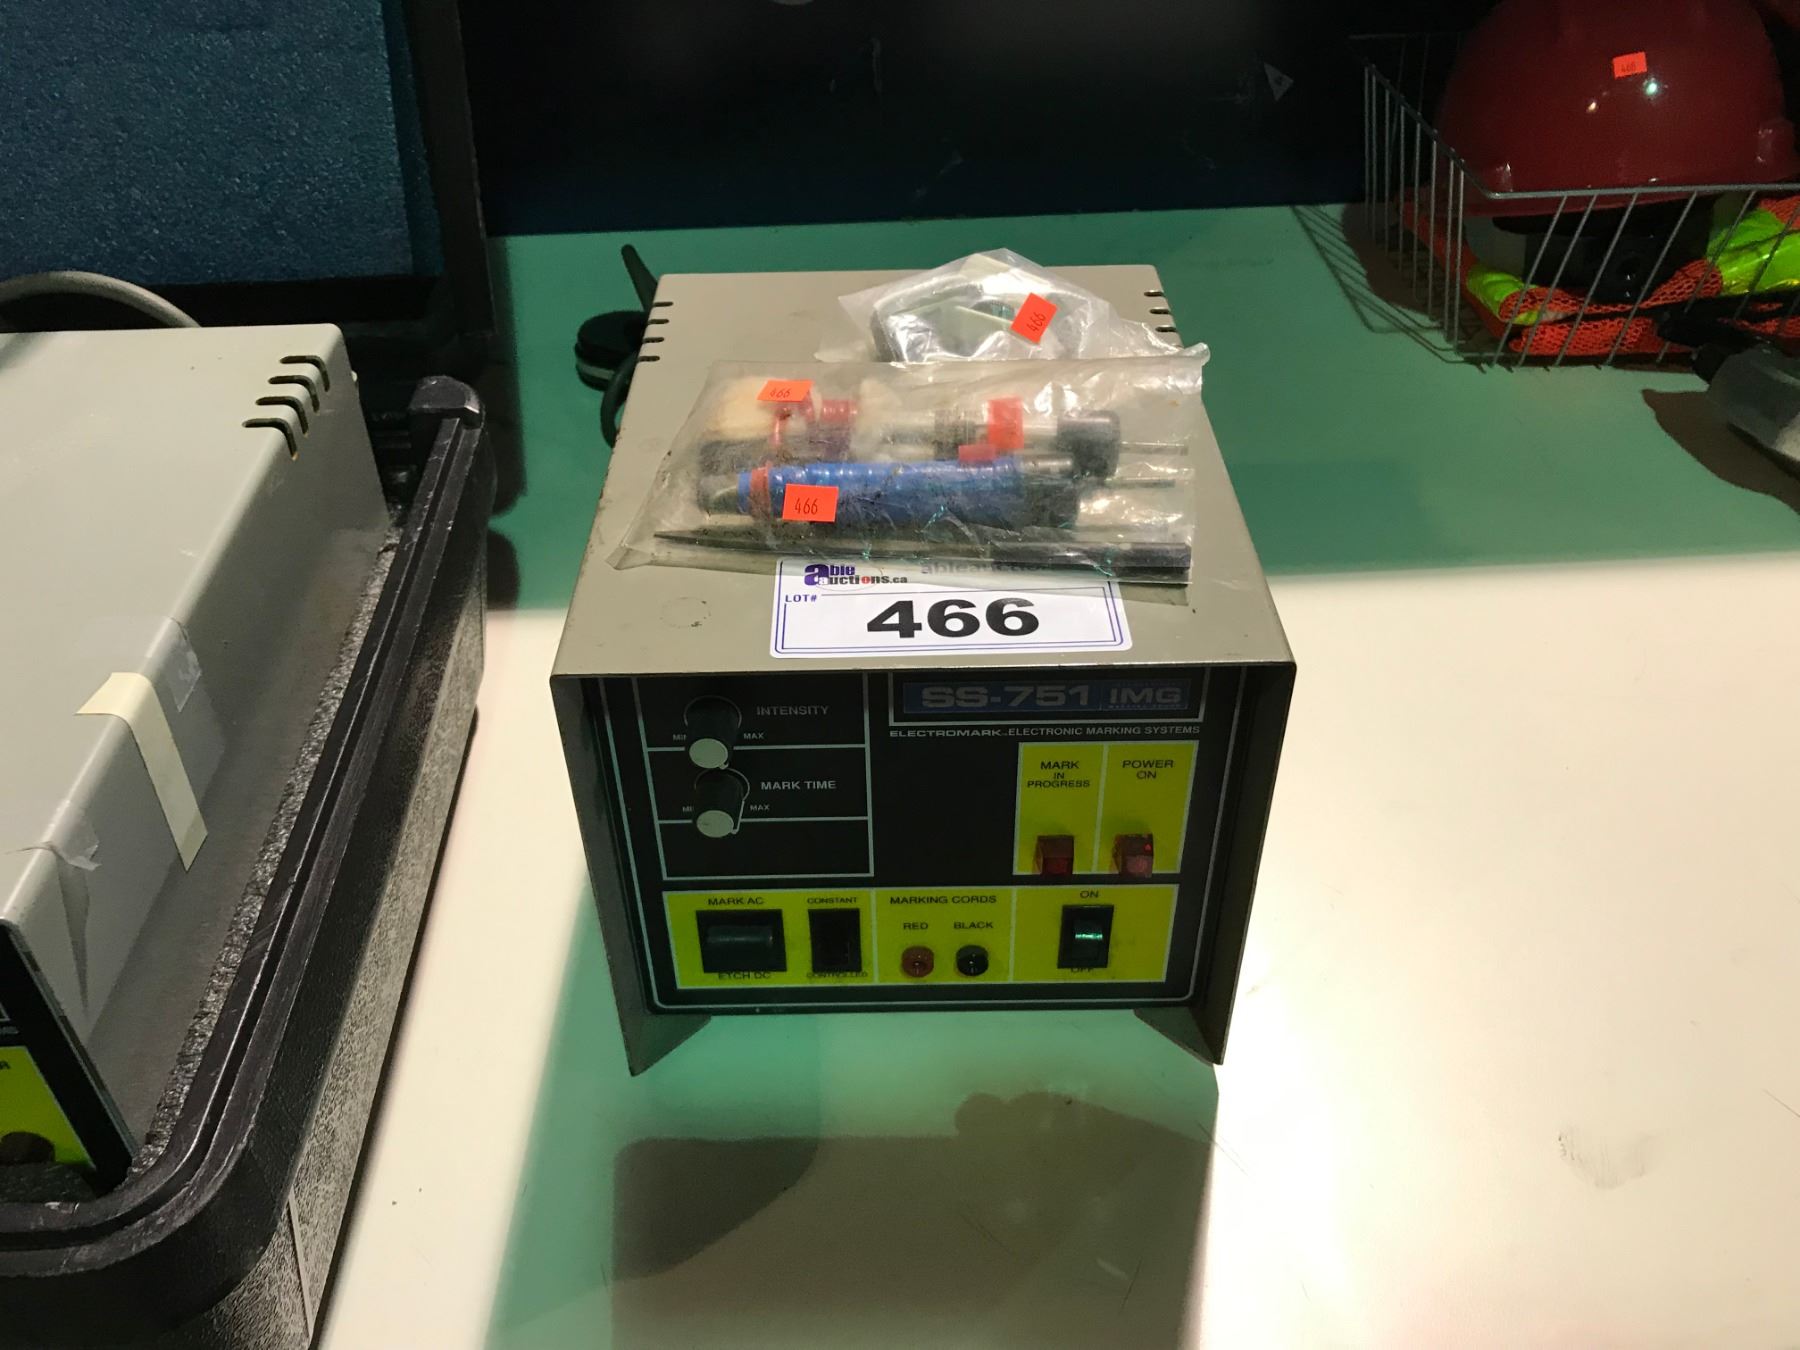 466
466
466
466
able
auctions.ca
LOT#
466
SS-751 IMG
ELECTROMARK ELECTRONIC MARKING SYSTEMS
INTENSITY
MAX
MARK TIME
MAX
MARK
IN
PROGRESS
POWER
ON
MARK AC
ETCH DC
CONSTANT
CONTROLLED
MARKING CORDS
RED
BLACK
ON
OFF